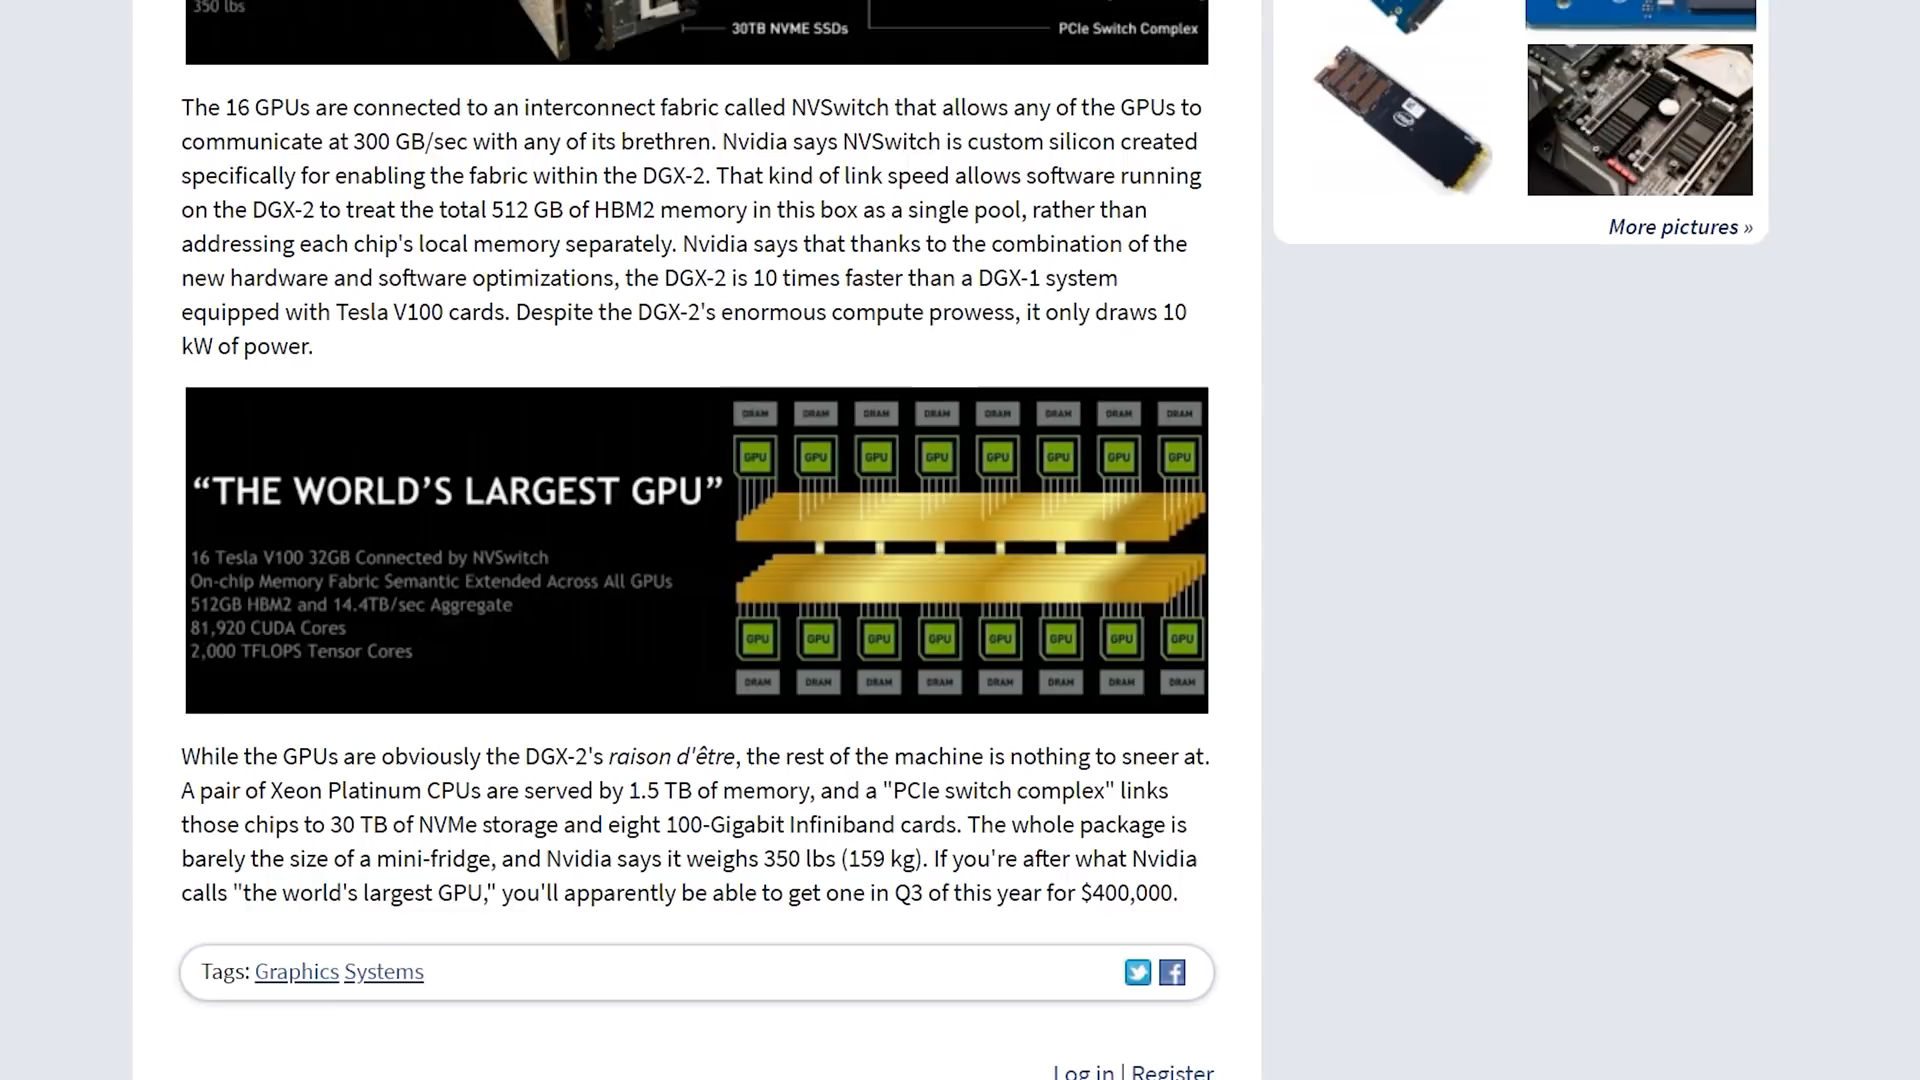 350 lbs
30TB NVME SSDs
PCIe Switch Complex
The 16 GPUs are connected to an interconnect fabric called NVSwitch that allows any of the GPUs to
communicate at 300 GB/sec with any of its brethren. Nvidia says NVSwitch is custom silicon created
specifically for enabling the fabric within the DGX-2. That kind of link speed allows software running
on the DGX-2 to treat the total 512 GB of HBM2 memory in this box as a single pool, rather than
addressing each chip's local memory separately. Nvidia says that thanks to the combination of the
new hardware and software optimizations, the DGX-2 is 10 times faster than a DGX-1 system
equipped with Tesla V100 cards. Despite the DGX-2's enormous compute prowess, it only draws 10
kW of power.
More pictures »
DRAM DRAM DRAM DRAM DRAM DRAM DRAM DRAM
GPU GPU GPU GPU GPU GPU GPU GPU
“THE WORLD’S LARGEST GPU”
16 Tesla V100 32GB Connected by NVSwitch
On-chip Memory Fabric Semantic Extended Across All GPUs
512GB HBM2 and 14.4TB/sec Aggregate
81,920 CUDA Cores
2,000 TFLOPS Tensor Cores
GPU GPU GPU GPU GPU GPU GPU GPU
DRAM DRAM DRAM DRAM DRAM DRAM DRAM DRAM
While the GPUs are obviously the DGX-2's raison d'être, the rest of the machine is nothing to sneer at.
A pair of Xeon Platinum CPUs are served by 1.5 TB of memory, and a "PCIe switch complex" links
those chips to 30 TB of NVMe storage and eight 100-Gigabit Infiniband cards. The whole package is
barely the size of a mini-fridge, and Nvidia says it weighs 350 lbs (159 kg). If you're after what Nvidia
calls "the world's largest GPU," you'll apparently be able to get one in Q3 of this year for $400,000.
Tags: Graphics Systems
Log in | Register